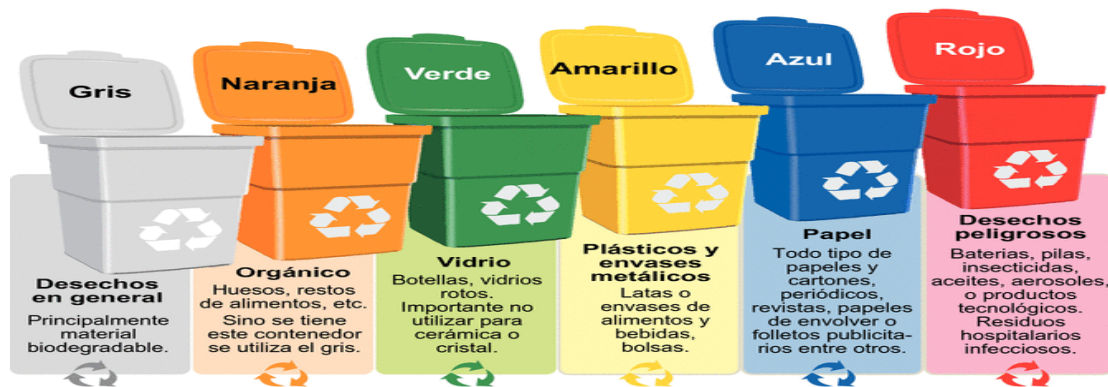 Gris
Desechos
en general
Principalmente
material
biodegradable.
Naranja
Orgánico
Huesos, restos
de alimentos, etc.
Sino se tiene
este contenedor
se utiliza el gris.
Verde
Vidrio
Botellas, vidrios
rotos.
Importante no
utilizar para
cerámica o
cristal.
Amarillo
Plásticos y
envases
metálicos
Latas o
envases de
alimentos y
bebidas,
bolsas.
Azul
Papel
Todo tipo de
papeles y
cartones,
periódicos,
revistas, papeles
de envolver o
folletos publicita-
rios entre otros.
Rojo
Desechos
peligrosos
Baterias, pilas,
insecticidas,
aceites, aerosoles,
o productos
tecnológicos.
Residuos
hospitalarios
infecciosos.